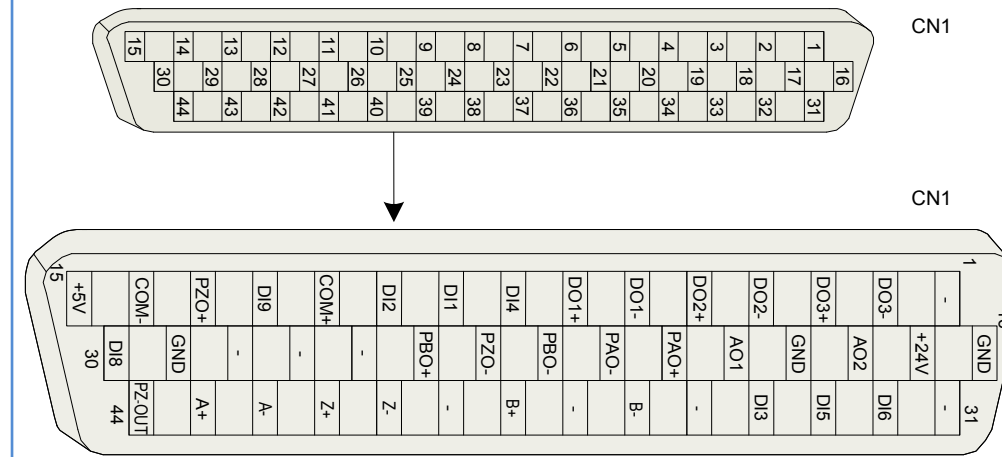 CN1
15 14 13 12 11 10 9 8 7 6 5 4 3 2 1
30 29 28 27 26 25 24 23 22 21 20 19 18 17 16
44 43 42 41 40 39 38 37 36 35 34 33 32 31
CN1
15 1
+5V COM- PZO+ DI9 COM+ DI2 DI1 DI4 DO1+ DO1- DO2+ DO2- DO3+ DO3- -
30 DI8 GND - - - PBO+ PZO- PBO- PAO- PAO+ AO1 GND AO2 +24V GND
44 PZ-OUT A+ A- Z+ Z- - B+ - B- - DI3 DI5 DI6 - 31